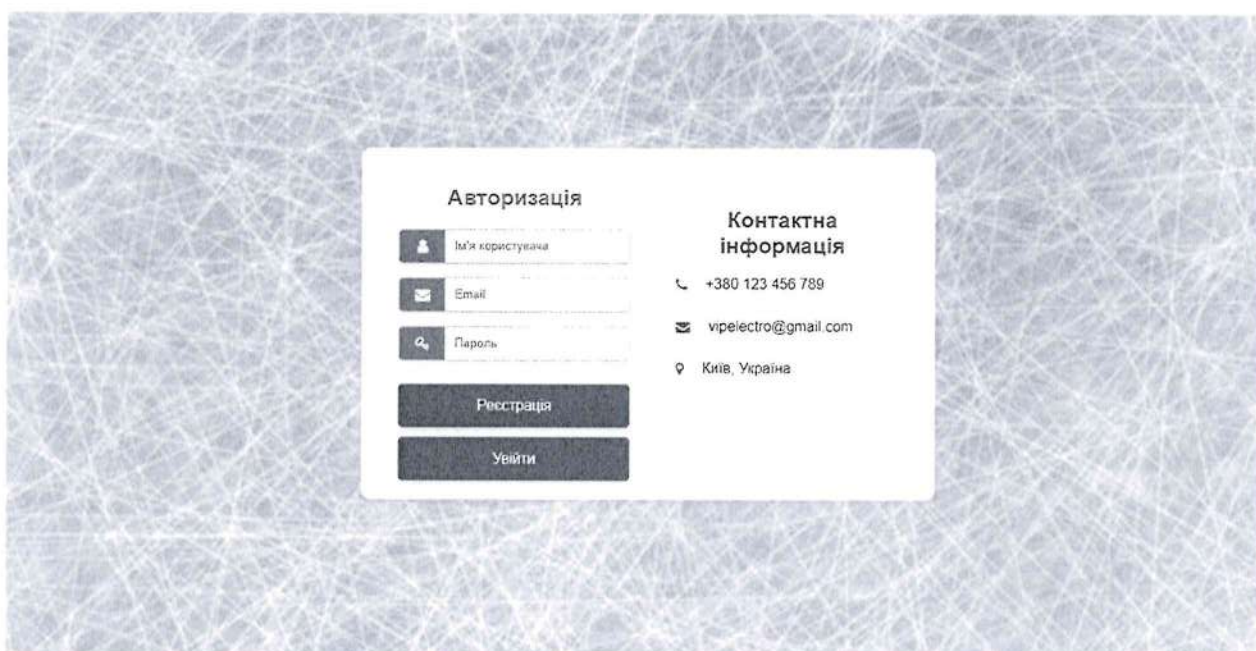 Авторизація
Ім'я користувача
Email
Пароль
Реєстрація
Увійти
Контактна
інформація
+380 123 456 789
vipelectro@gmail.com
Київ, Україна